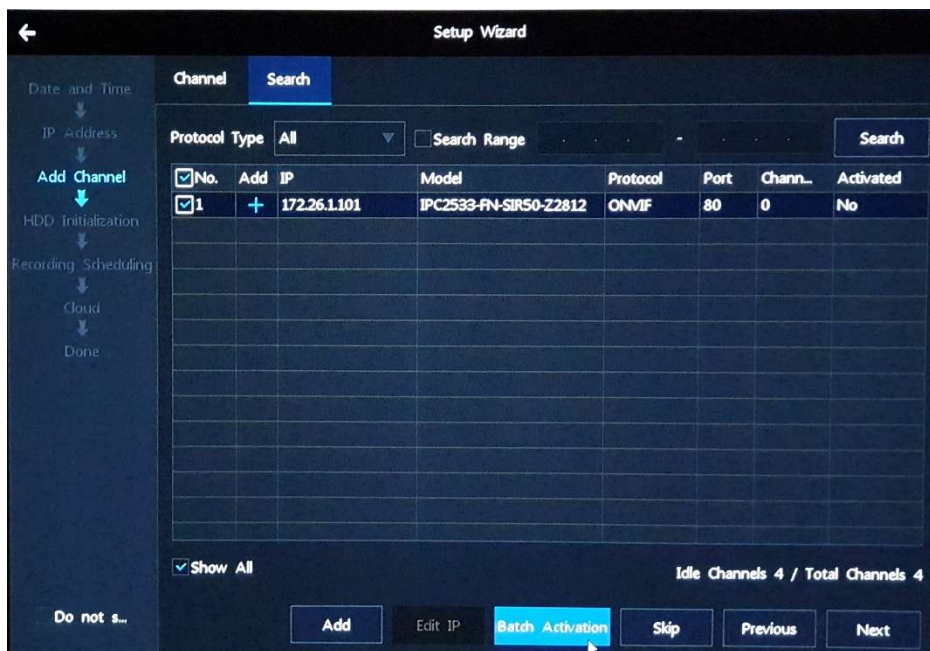 Setup Wizard
Date and Time
IP Address
Add Channel
HDD Initialization
Recording Scheduling
Cloud
Done
Channel Search
Protocol Type All Search Range - Search
No. Add IP Model Protocol Port Chann... Activated
1 + 172.26.1.101 IPC2533-FN-SIR50-Z2812 ONVIF 80 0 No
Show All
Idle Channels 4 / Total Channels 4
Do not s...
Add Edit IP Batch Activation Skip Previous Next